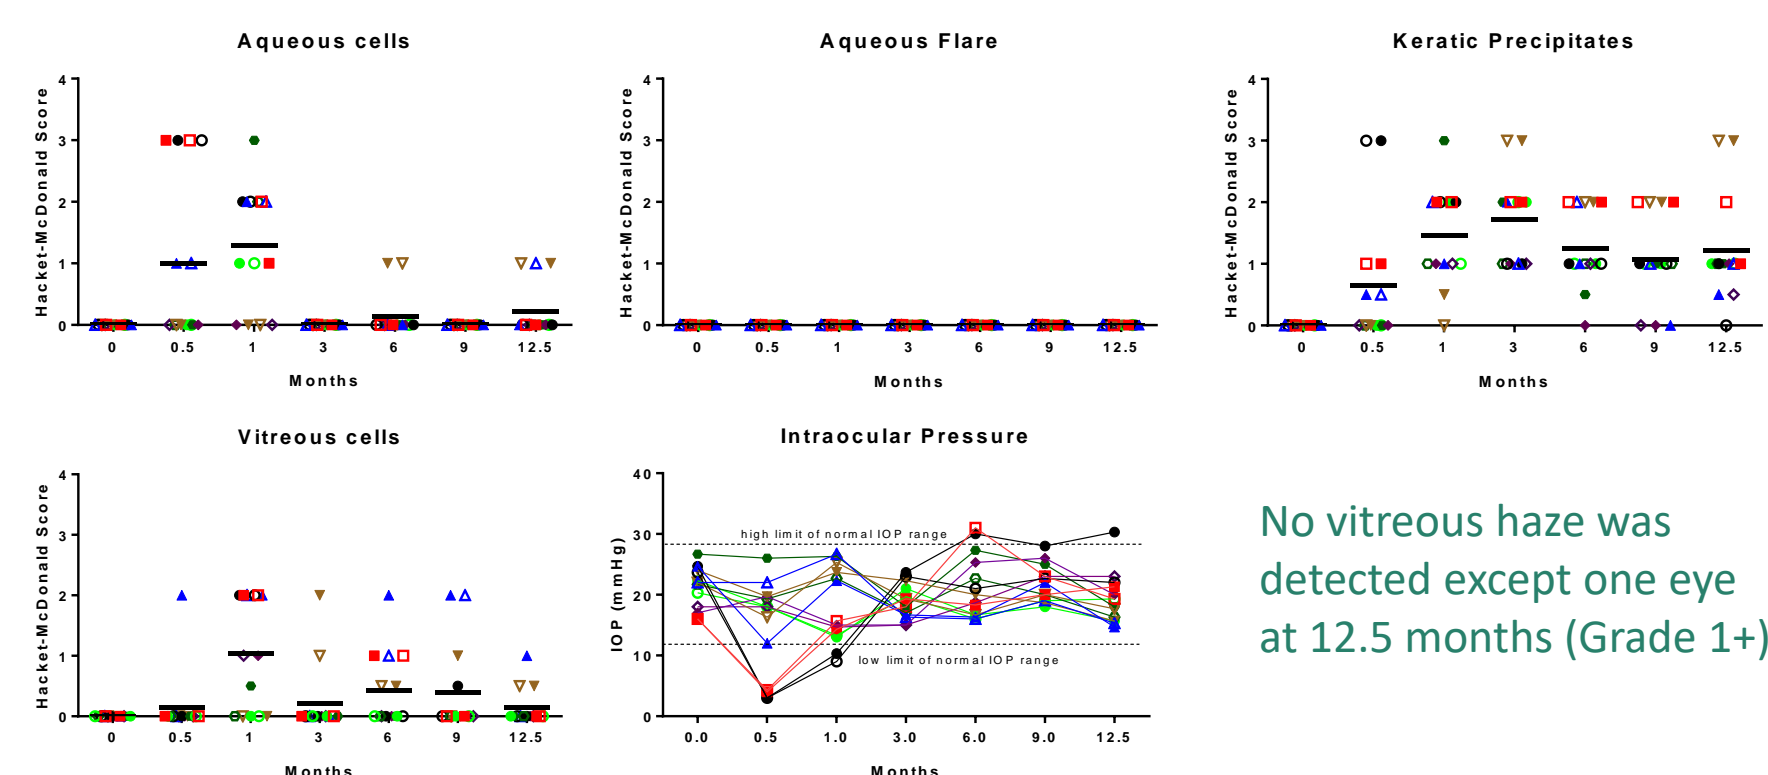 Aqueous cells
Hacket-McDonald Score
4
3
2
1
0
0 0.5 1 3 6 9 12.5
Months
Aqueous Flare
Hacket-McDonald Score
4
3
2
1
0
0 0.5 1 3 6 9 12.5
Months
Keratic Precipitates
Hacket-McDonald Score
4
3
2
1
0
0 0.5 1 3 6 9 12.5
Months
Vitreous cells
Hacket-McDonald Score
4
3
2
1
0
0 0.5 1 3 6 9 12.5
Months
Intraocular Pressure
IOP (mmHg)
40
30
20
10
0
high limit of normal IOP range
low limit of normal IOP range
0.0 0.5 1.0 3.0 6.0 9.0 12.5
Months
No vitreous haze was
detected except one eye
at 12.5 months (Grade 1+)